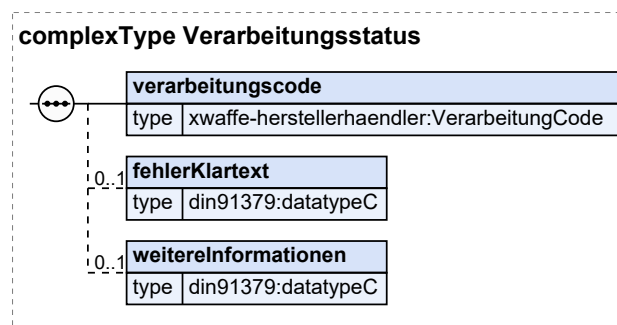 complexType Verarbeitungsstatus
verarbeitungscode
type xwaffe-herstellerhaendler:VerarbeitungCode
0..1 fehlerKlartext
type din91379:datatypeC
0..1 weitereInformationen
type din91379:datatypeC